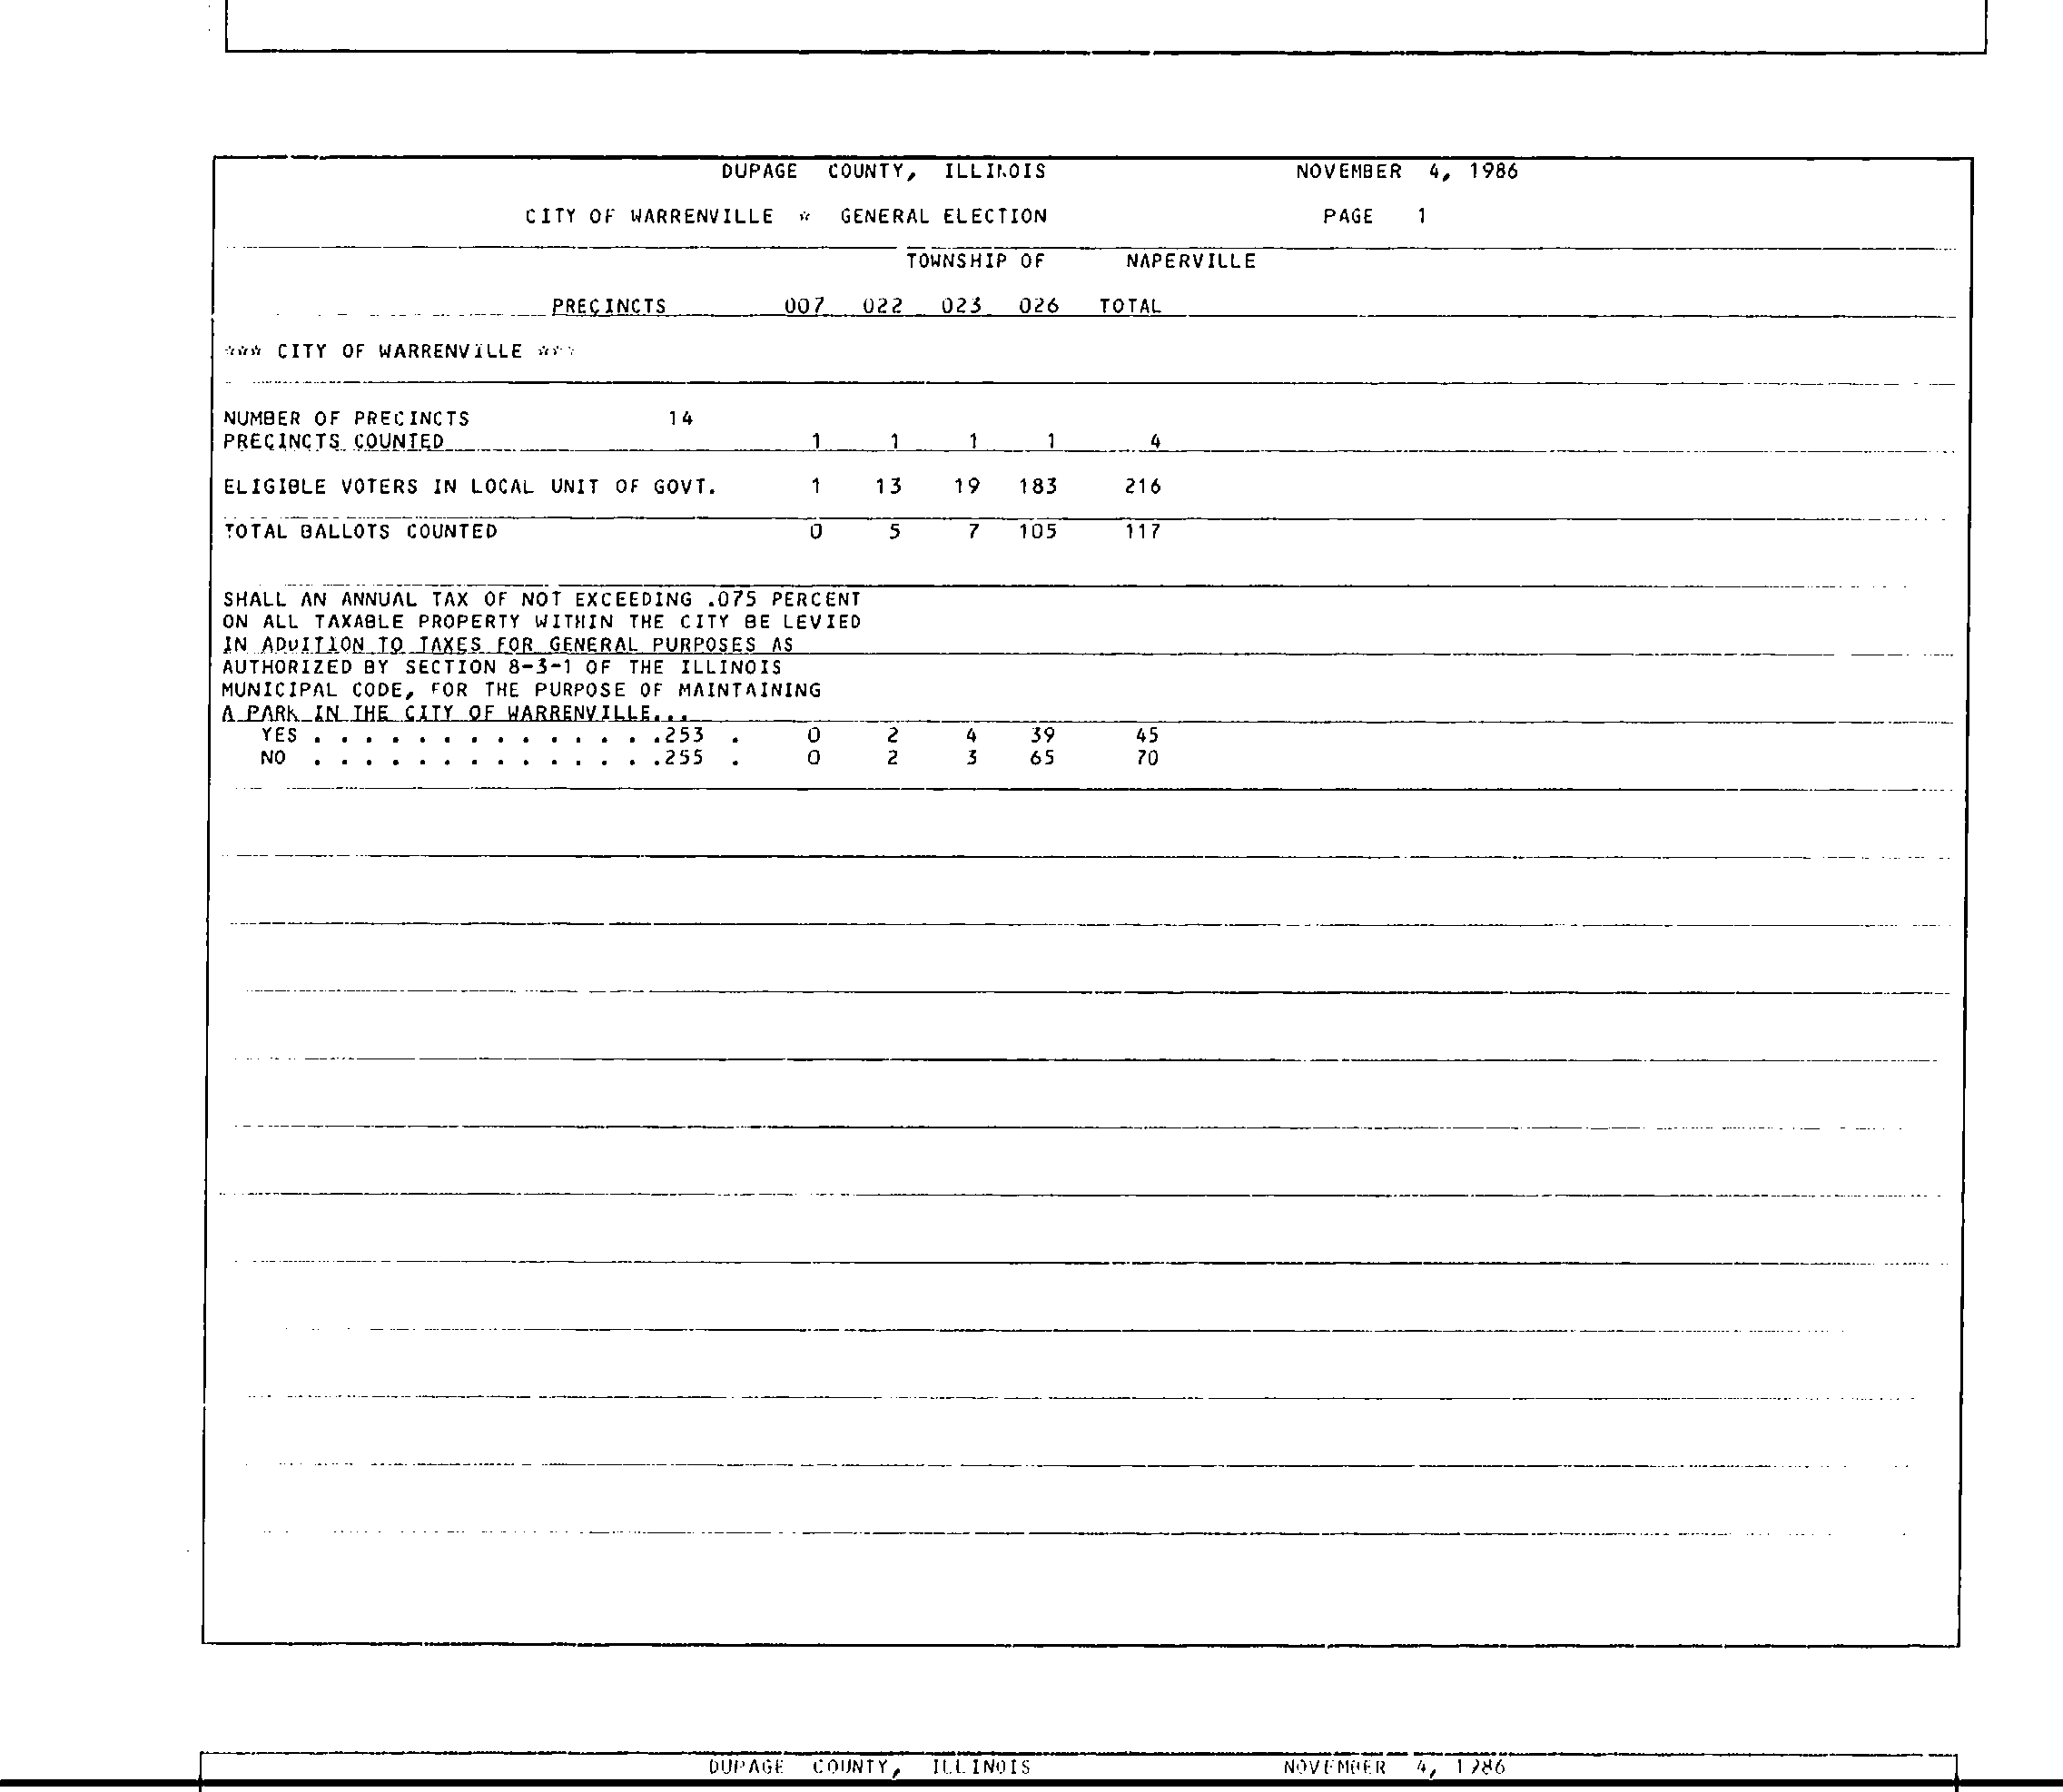 DUPAGE COUNTY, ILLINOIS NOVEMBER 4, 1986
CITY OF WARRENVILLE * GENERAL ELECTION PAGE 1
TOWNSHIP OF NAPERVILLE
PRECINCTS 007 022 023 026 TOTAL
*** CITY OF WARRENVILLE ***
NUMBER OF PRECINCTS 14
PRECINCTS COUNTED 1 1 1 1 4
ELIGIBLE VOTERS IN LOCAL UNIT OF GOVT. 1 13 19 183 216
TOTAL BALLOTS COUNTED 0 5 7 105 117
SHALL AN ANNUAL TAX OF NOT EXCEEDING .075 PERCENT
ON ALL TAXABLE PROPERTY WITHIN THE CITY BE LEVIED
IN ADDITION TO TAXES FOR GENERAL PURPOSES AS
AUTHORIZED BY SECTION 8-3-1 OF THE ILLINOIS
MUNICIPAL CODE, FOR THE PURPOSE OF MAINTAINING
A PARK IN THE CITY OF WARRENVILLE...
YES . . . . . . . . . . . . . .253 . 0 2 4 39 45
NO . . . . . . . . . . . . . .255 . 0 2 3 65 70
DUPAGE COUNTY, ILLINOIS NOVEMBER 4, 1986